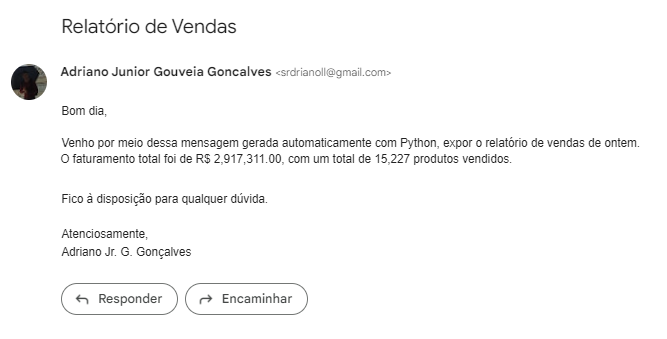 Relatório de Vendas
Adriano Junior Gouveia Goncalves <srdrianoll@gmail.com>
Bom dia,
Venho por meio dessa mensagem gerada automaticamente com Python, expor o relatório de vendas de ontem.
O faturamento total foi de R$ 2,917,311.00, com um total de 15,227 produtos vendidos.
Fico à disposição para qualquer dúvida.
Atenciosamente,
Adriano Jr. G. Gonçalves
Responder
Encaminhar